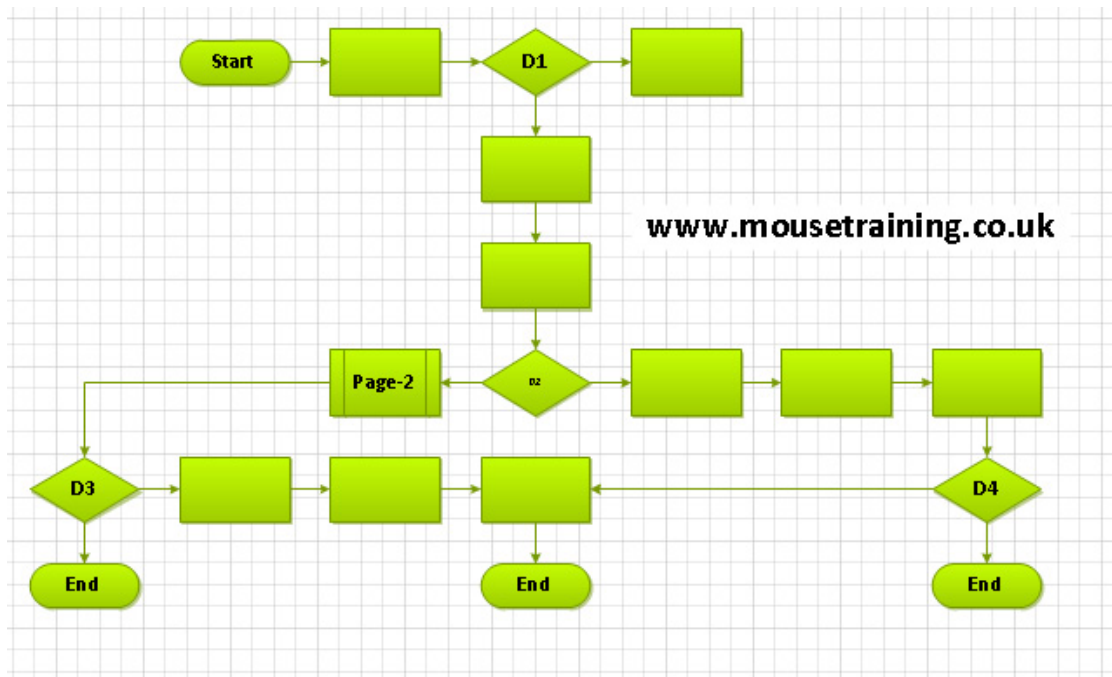 Start
D1
www.mousetraining.co.uk
Page-2
D2
D3
D4
End
End
End